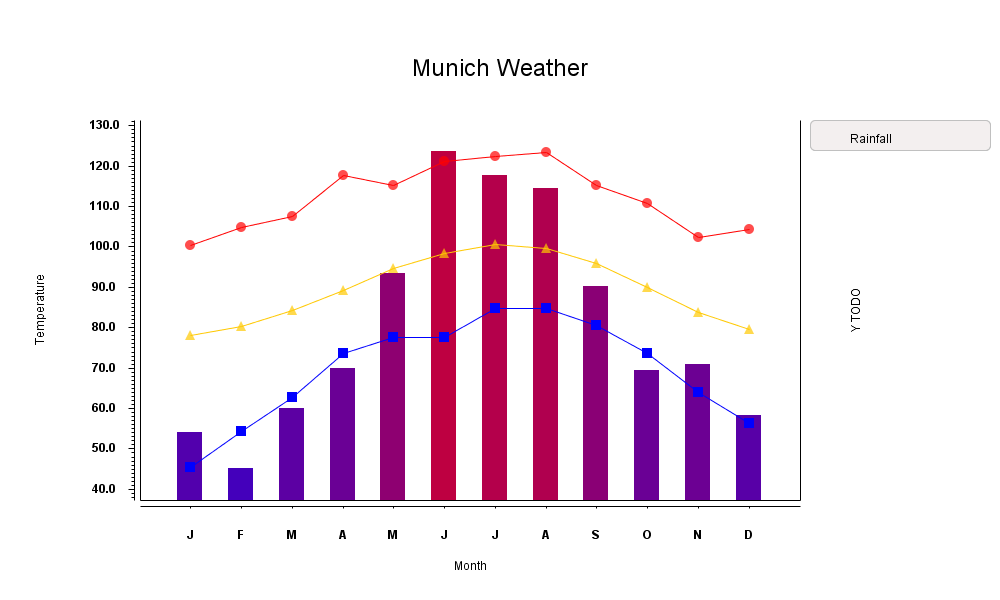 Munich Weather
130.0
120.0
110.0
100.0
90.0
80.0
70.0
60.0
50.0
40.0
Temperature
J F M A M J J A S O N D
Month
Rainfall
Y TODO